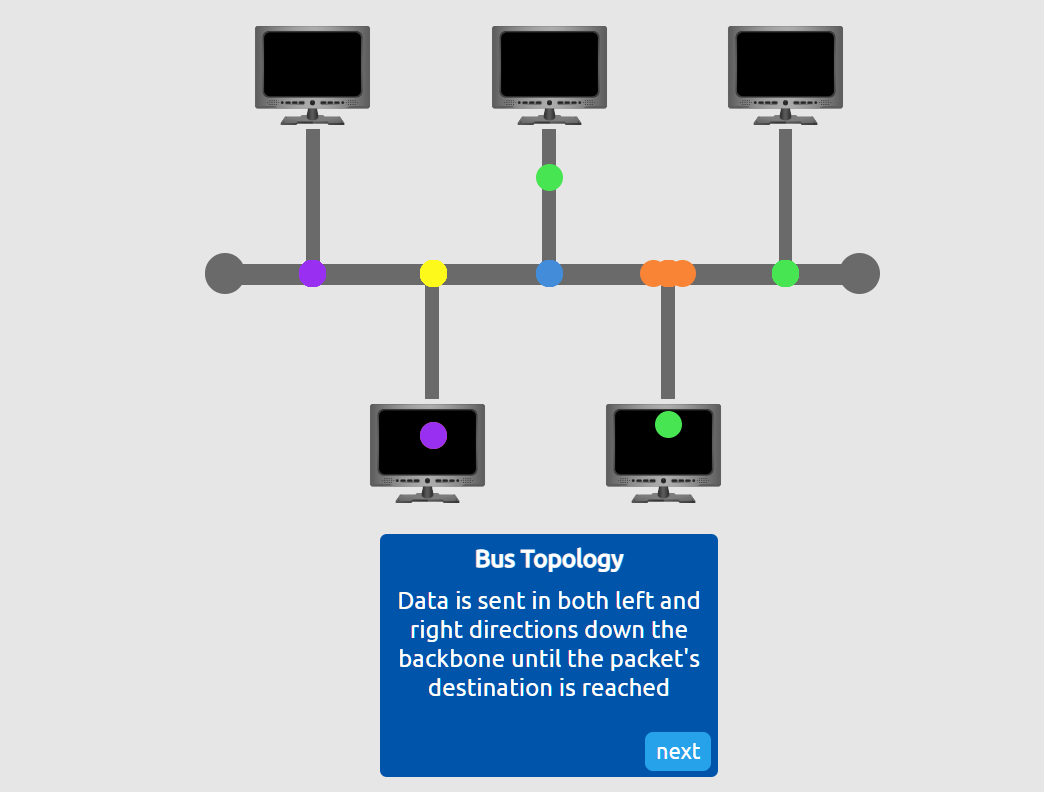 Bus Topology
Data is sent in both left and
right directions down the
backbone until the packet's
destination is reached
next